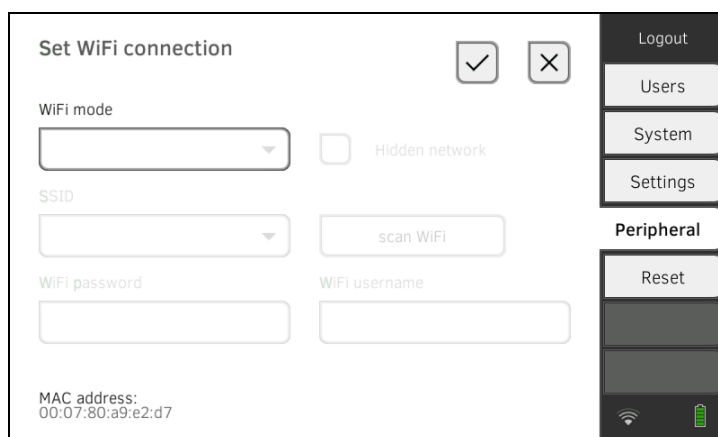 Set WiFi connection
WiFi mode
Hidden network
SSID
scan WiFi
WiFi password
WiFi username
MAC address:
00:07:80:a9:e2:d7
Logout
Users
System
Settings
Peripheral
Reset